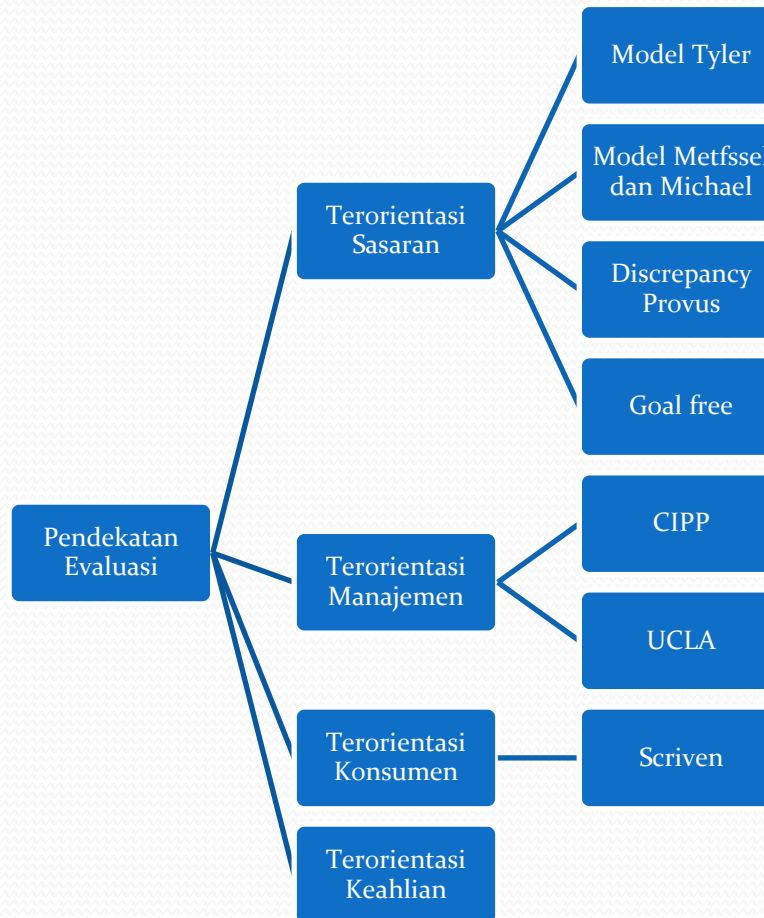 Pendekatan
Evaluasi
Terorientasi
Sasaran
Model Tyler
Model Metfssel
dan Michael
Discrepancy
Provus
Goal free
Terorientasi
Manajemen
CIPP
UCLA
Terorientasi
Konsumen
Scriven
Terorientasi
Keahlian